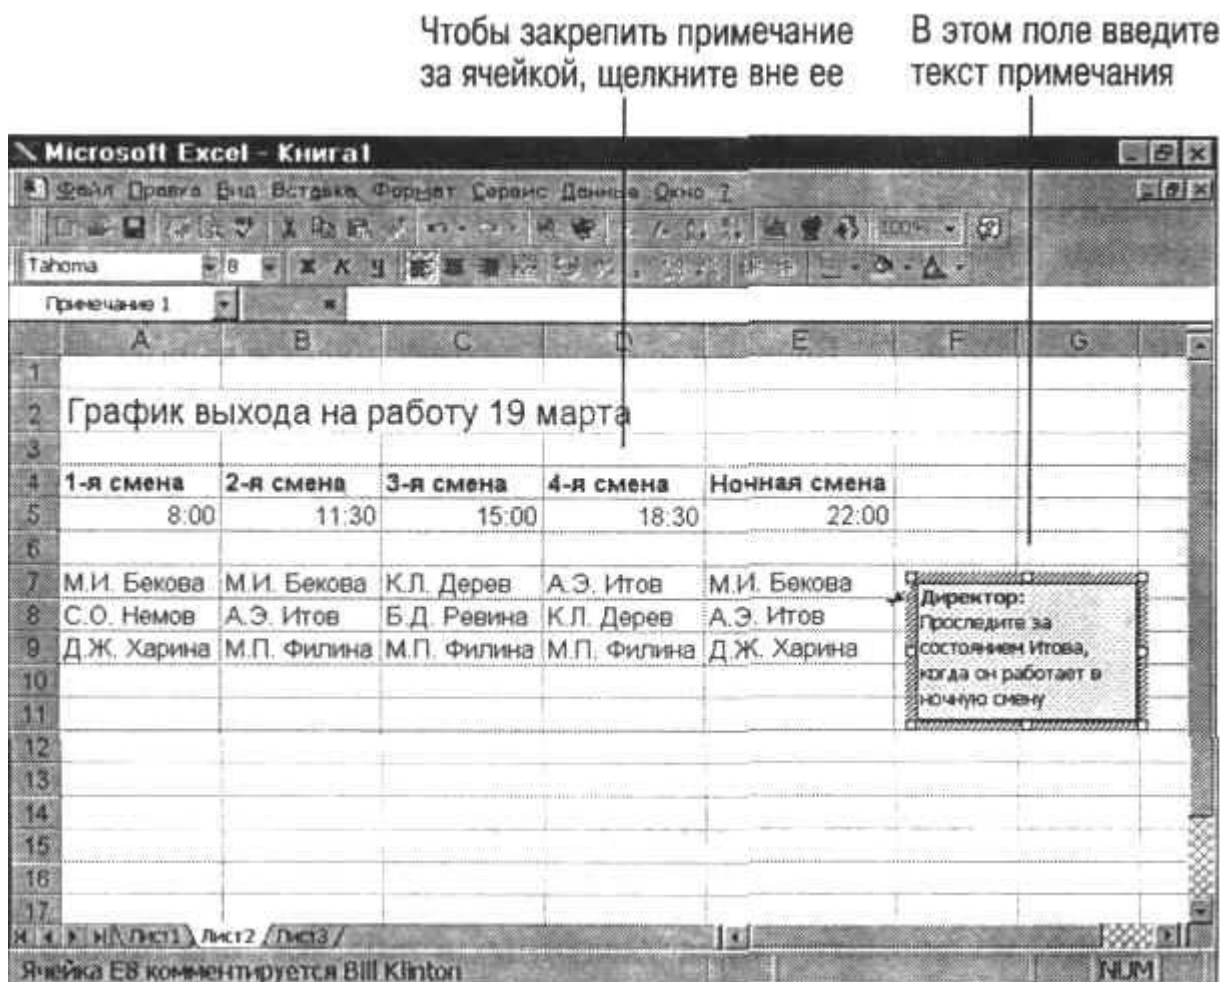 Чтобы закрепить примечание
за ячейкой, щелкните вне ее
В этом поле введите
текст примечания
Microsoft Excel - Книга1
Файл Правка Вид Вставка Формат Сервис Данные Окно ?
100%
Tahoma 8 Ж К Ч
Примечание 1 =
A B C D E F G
1
2 График выхода на работу 19 марта
3
4 1-я смена 2-я смена 3-я смена 4-я смена Ночная смена
5 8:00 11:30 15:00 18:30 22:00
6
7 М.И. Бекова М.И. Бекова К.Л. Дерев А.Э. Итов М.И. Бекова
8 С.О. Немов А.Э. Итов Б.Д. Ревина К.Л. Дерев А.Э. Итов
9 Д.Ж. Харина М.П. Филина М.П. Филина М.П. Филина Д.Ж. Харина
Директор:
Проследите за
состоянием Итова,
когда он работает в
ночную смену
10
11
12
13
14
15
16
17
Лист1 Лист2 Лист3
Ячейка E8 комментируется Bill Klinton NUM